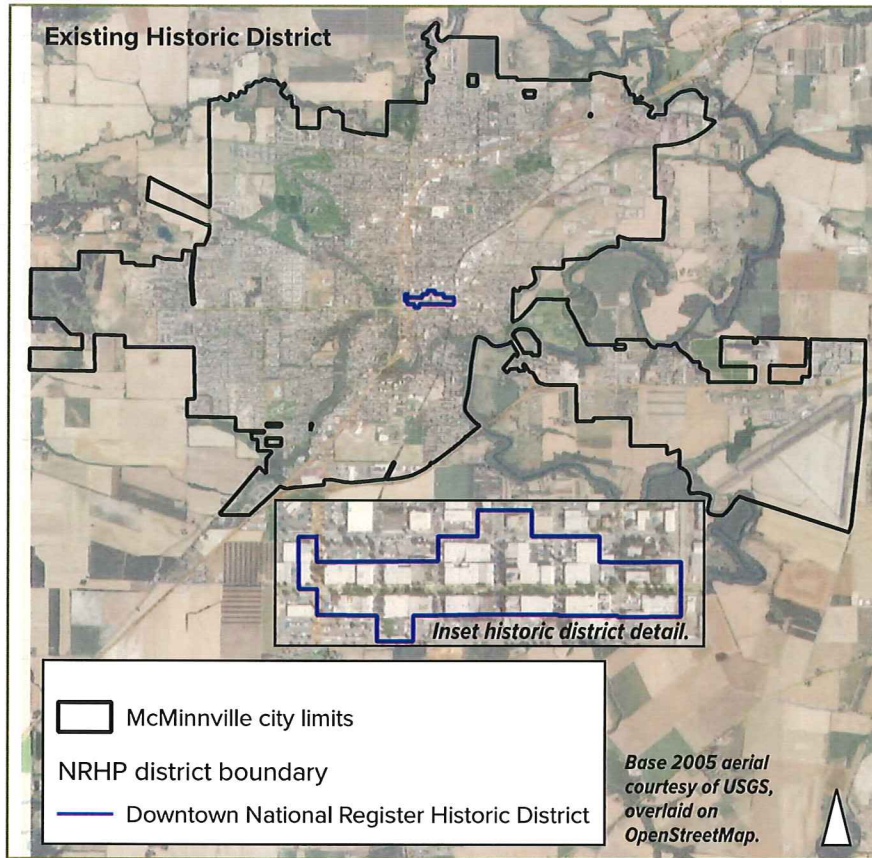 Existing Historic District
Inset historic district detail.
McMinnville city limits
NRHP district boundary
Downtown National Register Historic District
Base 2005 aerial
courtesy of USGS,
overlaid on
OpenStreetMap.